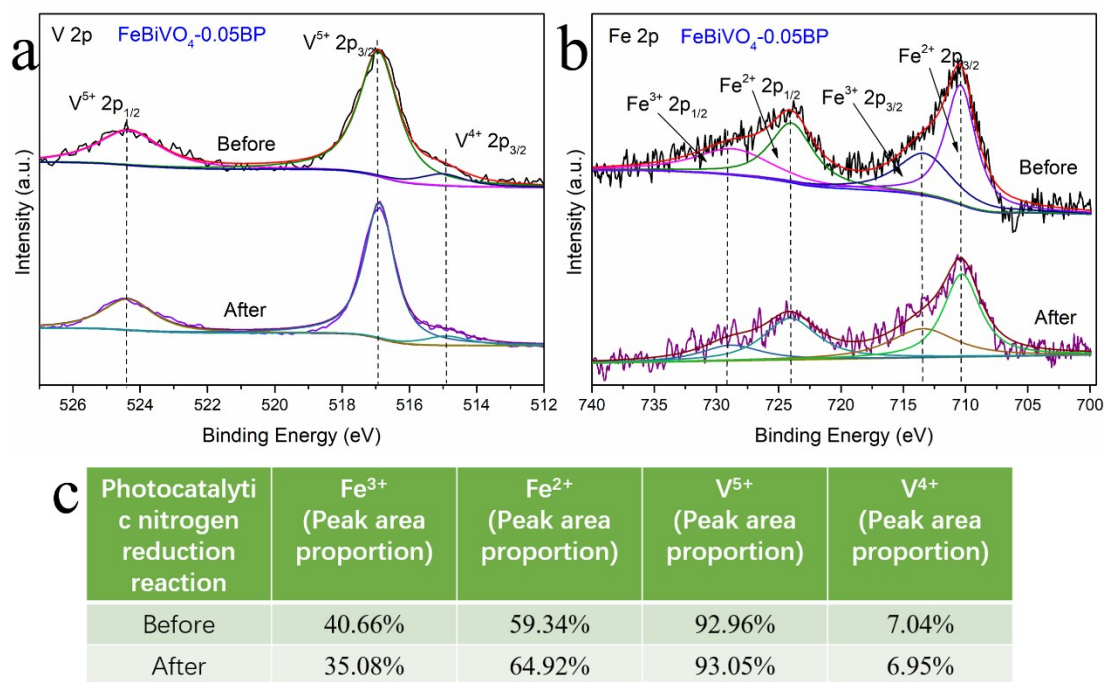 a
V 2p FeBiVO₄-0.05BP
V⁵⁺ 2p₃/₂
V⁵⁺ 2p₁/₂
V⁴⁺ 2p₃/₂
Before
After
Intensity (a.u.)
526 524 522 520 518 516 514 512
Binding Energy (eV)
b
Fe 2p FeBiVO₄-0.05BP
Fe²⁺ 2p₃/₂
Fe²⁺ 2p₁/₂
Fe³⁺ 2p₁/₂
Fe³⁺ 2p₃/₂
Before
After
Intensity (a.u.)
740 735 730 725 720 715 710 705 700
Binding Energy (eV)
c
Photocatalyti Fe³⁺ Fe²⁺ V⁵⁺ V⁴⁺
c nitrogen (Peak area (Peak area (Peak area (Peak area
reduction proportion) proportion) proportion) proportion)
reaction
Before 40.66% 59.34% 92.96% 7.04%
After 35.08% 64.92% 93.05% 6.95%